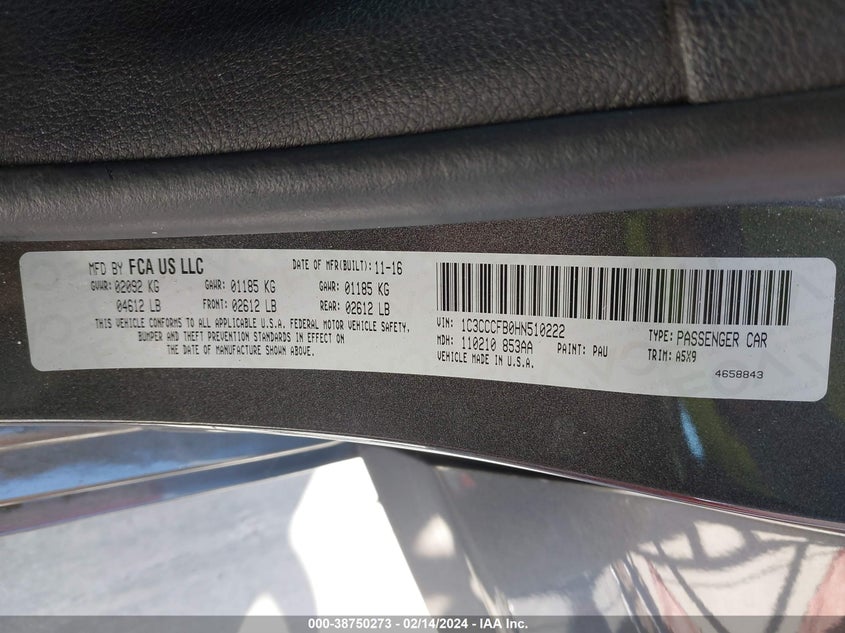 MFD BY FCA US LLC DATE OF MFR(BUILT): 11-16
GVWR: 02092 KG GAWR: 01185 KG GAWR: 01185 KG
04612 LB FRONT: 02612 LB REAR: 02612 LB
THIS VEHICLE CONFORMS TO ALL APPLICABLE U.S.A. FEDERAL MOTOR VEHICLE SAFETY,
BUMPER AND THEFT PREVENTION STANDARDS IN EFFECT ON
THE DATE OF MANUFACTURE SHOWN ABOVE.
VIN: 1C3CCCFB0HN510222 TYPE: PASSENGER CAR
MDH: 110210 853AA PAINT: PAU TRIM: A5X9
VEHICLE MADE IN U.S.A.
4658843
000-38750273 - 02/14/2024 - IAA Inc.